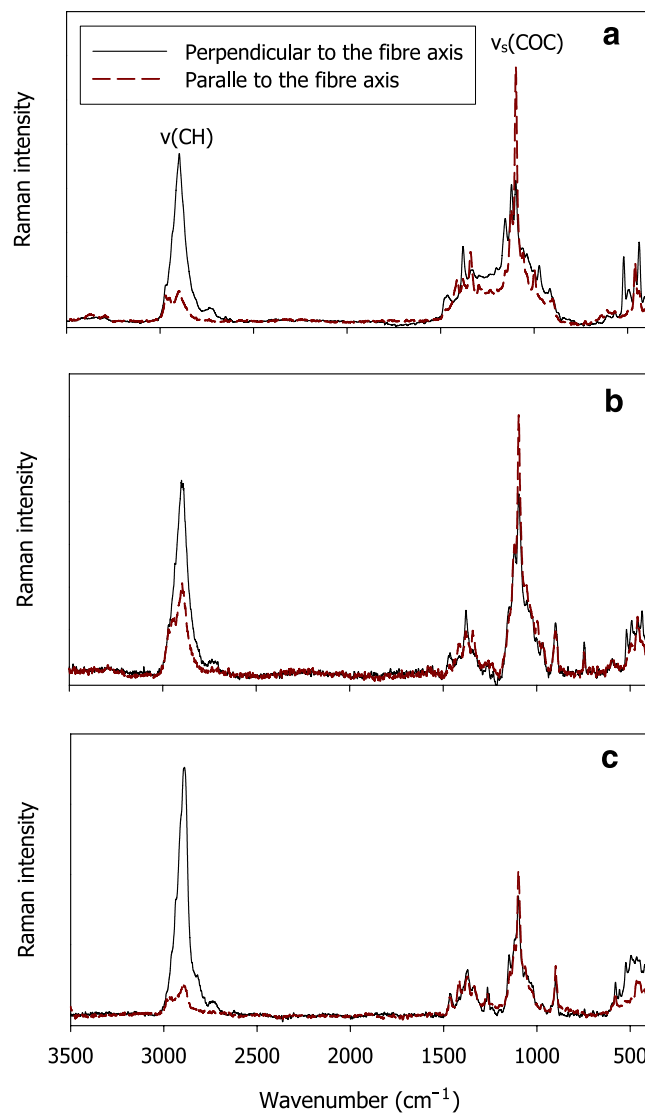 a
Perpendicular to the fibre axis
Paralle to the fibre axis
νs(COC)
ν(CH)
Raman intensity
b
Raman intensity
c
Raman intensity
3500 3000 2500 2000 1500 1000 500
Wavenumber (cm⁻¹)